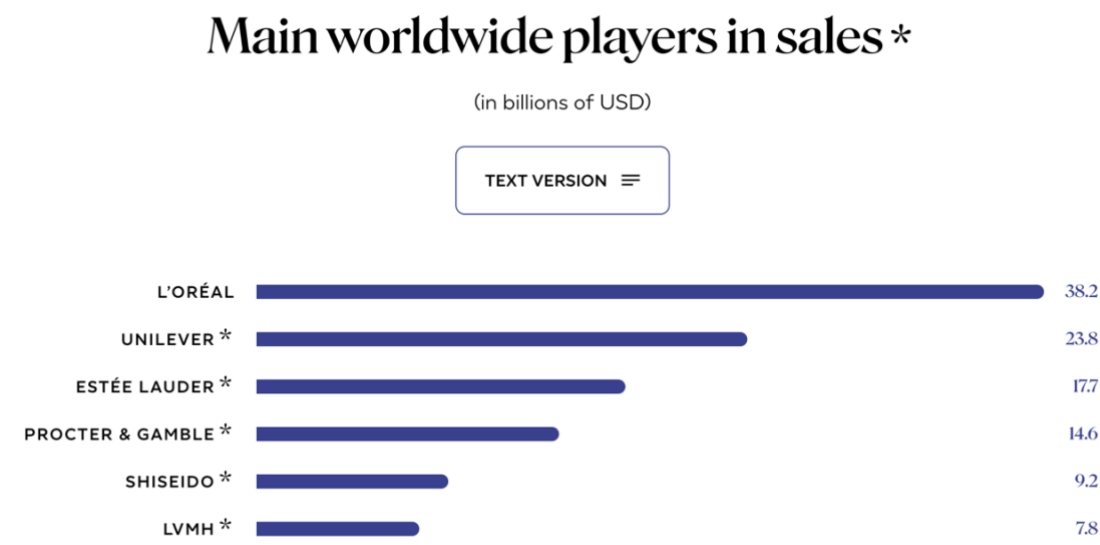 Main worldwide players in sales *
(in billions of USD)
TEXT VERSION
L'ORÉAL 38.2
UNILEVER * 23.8
ESTÉE LAUDER * 17.7
PROCTER & GAMBLE * 14.6
SHISEIDO * 9.2
LVMH * 7.8